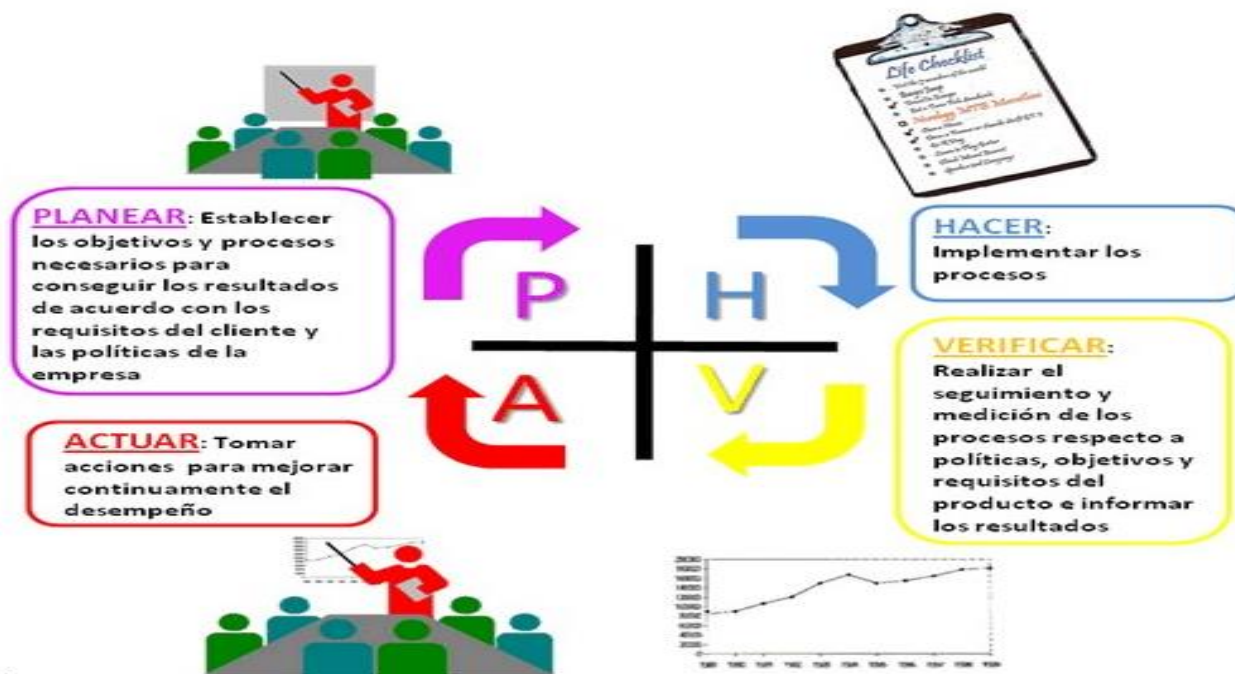 Life Checklist
PLANEAR: Establecer
los objetivos y procesos
necesarios para
conseguir los resultados
de acuerdo con los
requisitos del cliente y
las políticas de la
empresa
P
H
HACER:
Implementar los
procesos
A
V
ACTUAR: Tomar
acciones para mejorar
continuamente el
desempeño
VERIFICAR:
Realizar el
seguimiento y
medición de los
procesos respecto a
políticas, objetivos y
requisitos del
producto e informar
los resultados